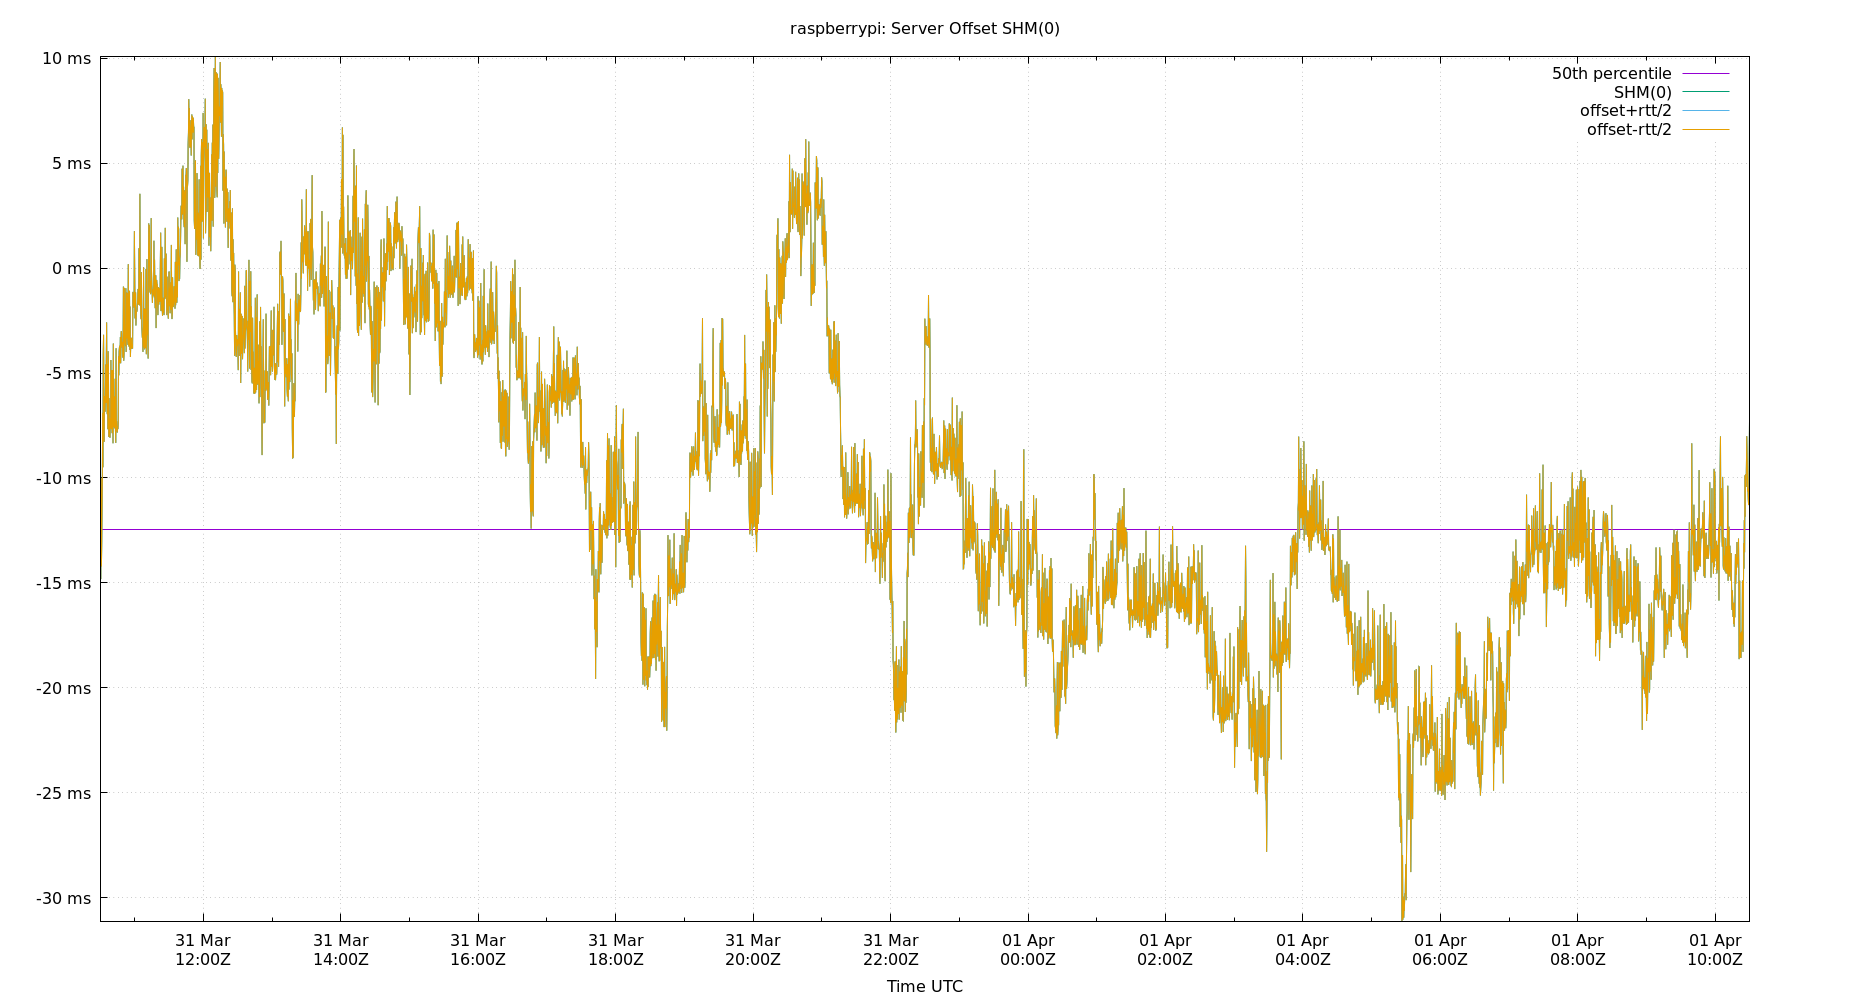 raspberrypi: Server Offset SHM(0)
10 ms
5 ms
0 ms
-5 ms
-10 ms
-15 ms
-20 ms
-25 ms
-30 ms
50th percentile
SHM(0)
offset+rtt/2
offset-rtt/2
31 Mar 31 Mar 31 Mar 31 Mar 31 Mar 31 Mar 01 Apr 01 Apr 01 Apr 01 Apr 01 Apr 01 Apr
12:00Z 14:00Z 16:00Z 18:00Z 20:00Z 22:00Z 00:00Z 02:00Z 04:00Z 06:00Z 08:00Z 10:00Z
Time UTC